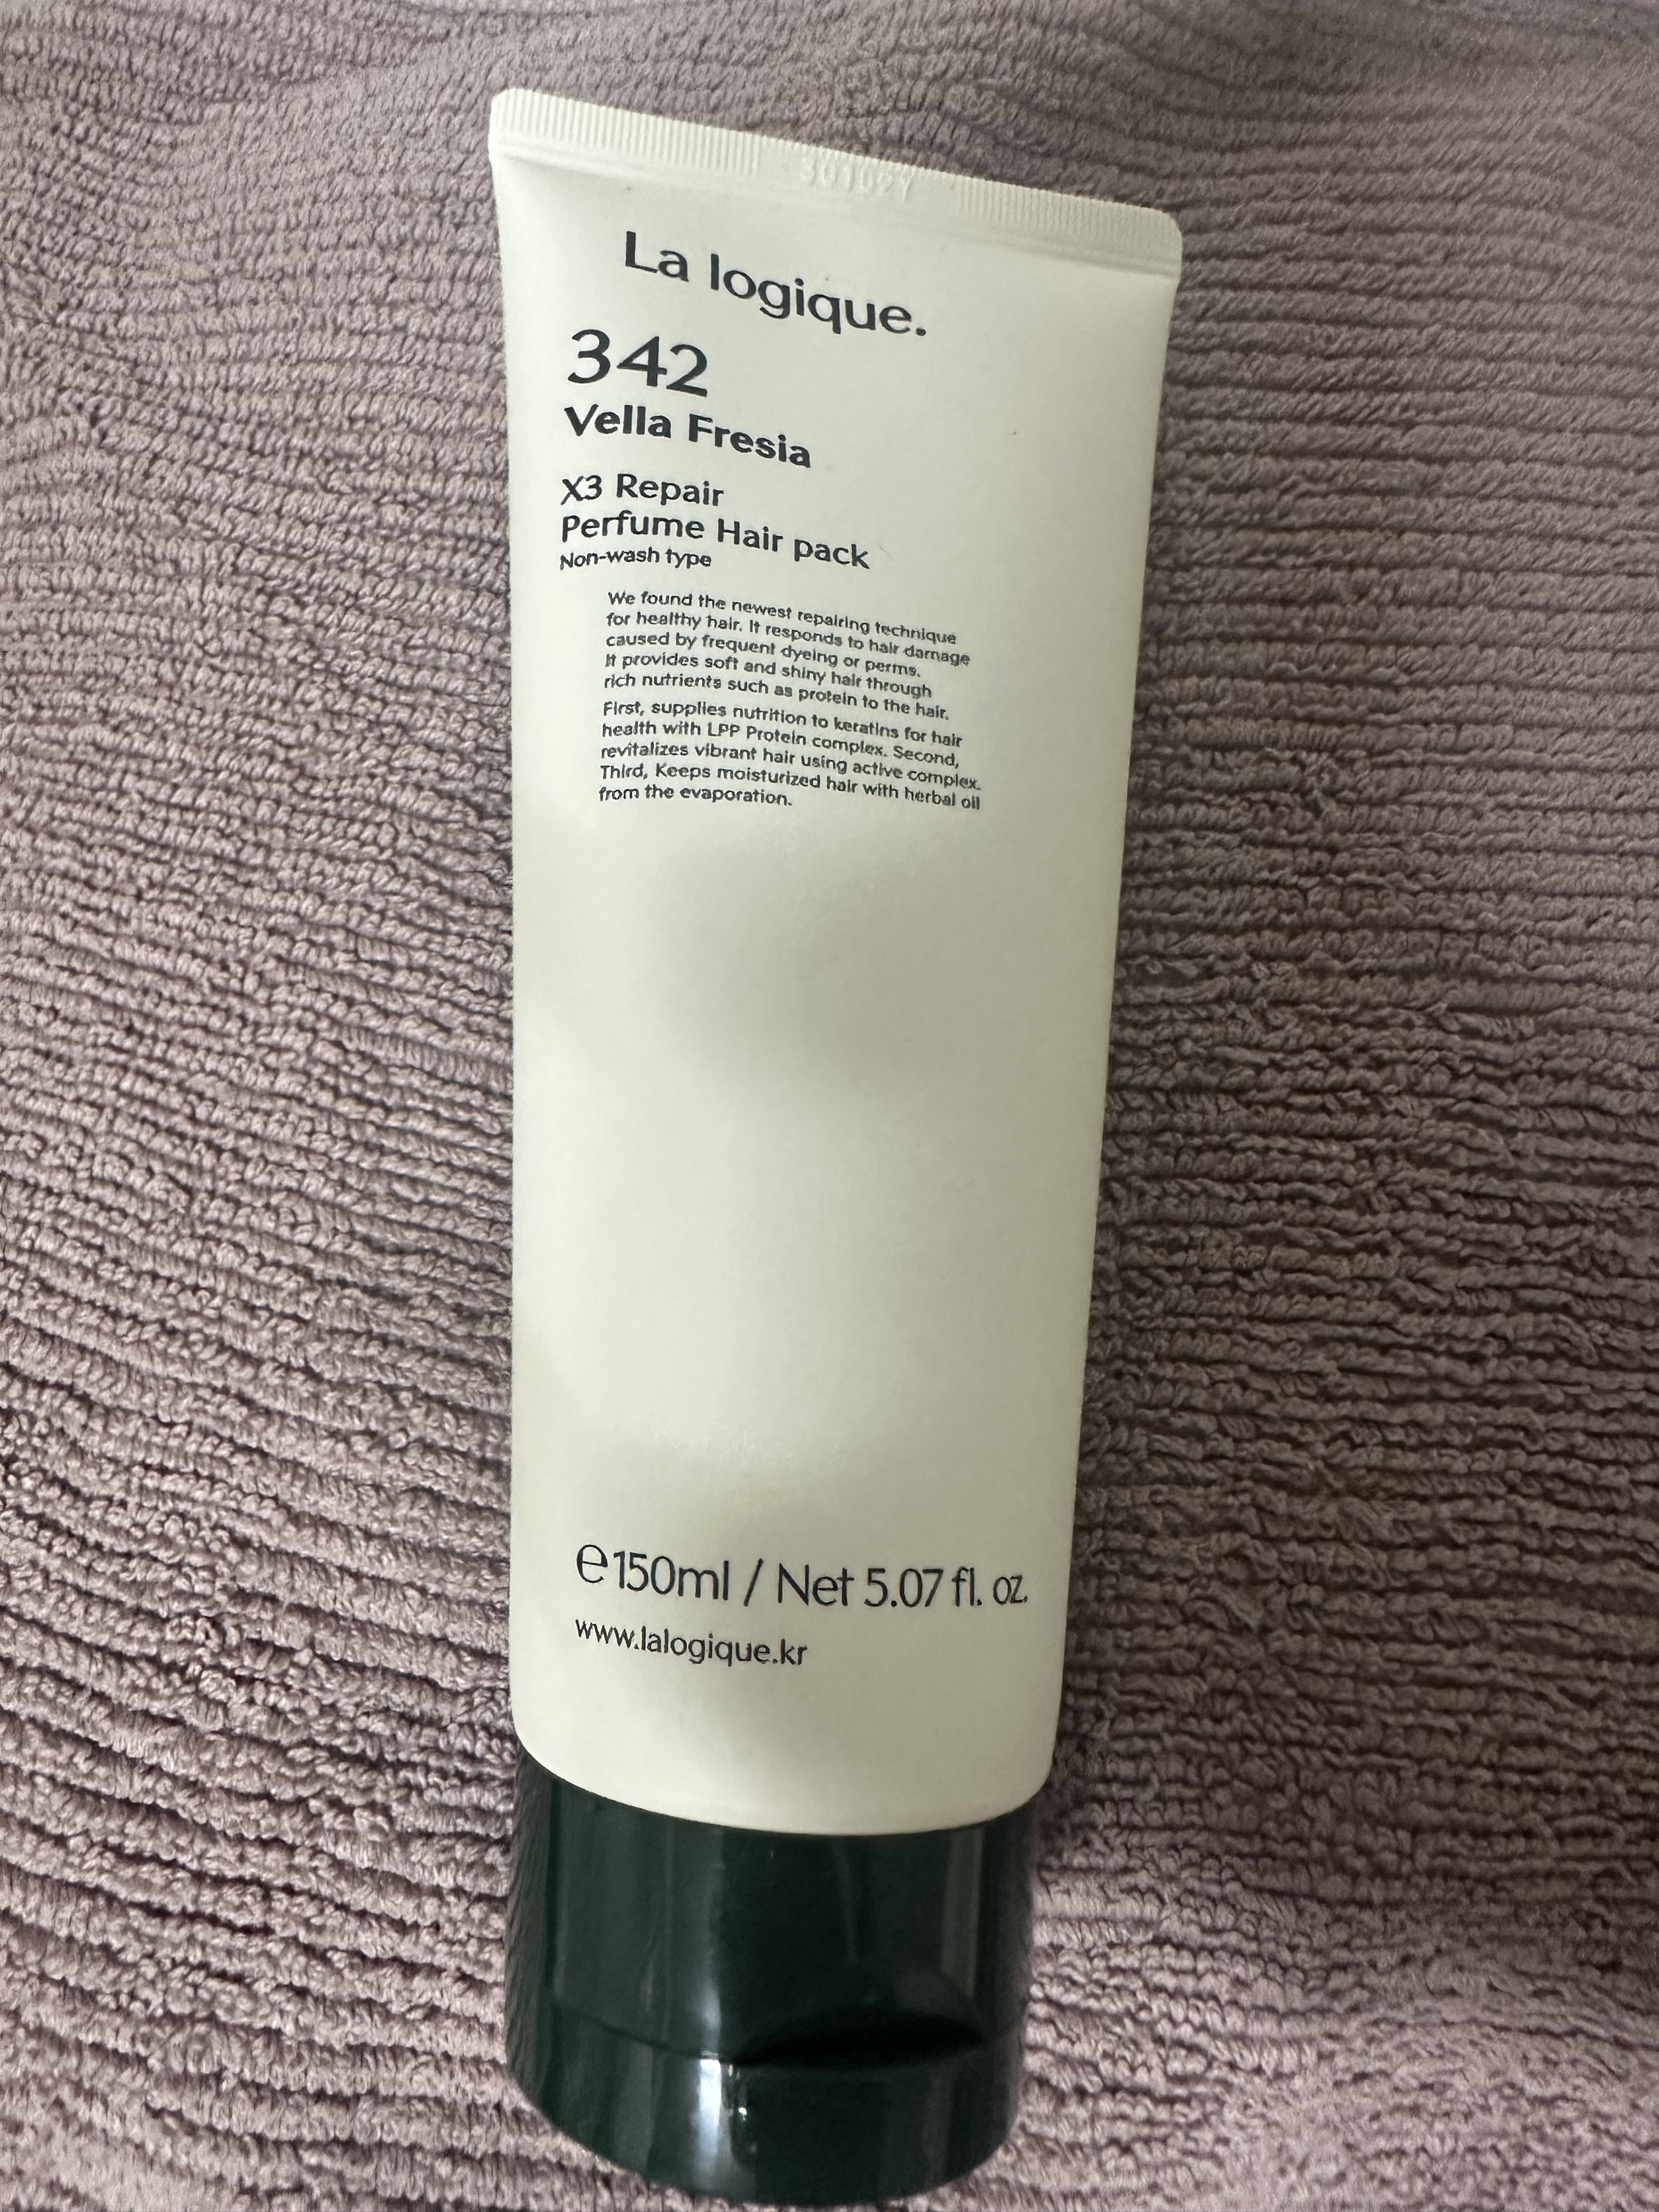 La logique.
342
Vella Fresia
X3 Repair
Perfume Hair pack
Non-wash type
We found the newest repairing technique
for healthy hair. It responds to hair damage
caused by frequent dyeing or perms.
It provides soft and shiny hair through
rich nutrients such as protein to the hair.
First, supplies nutrition to keratins for hair
health with LPP Protein complex. Second,
revitalizes vibrant hair using active complex.
Third, Keeps moisturized hair with herbal oil
from the evaporation.
℮150ml / Net 5.07 fl. oz.
www.lalogique.kr